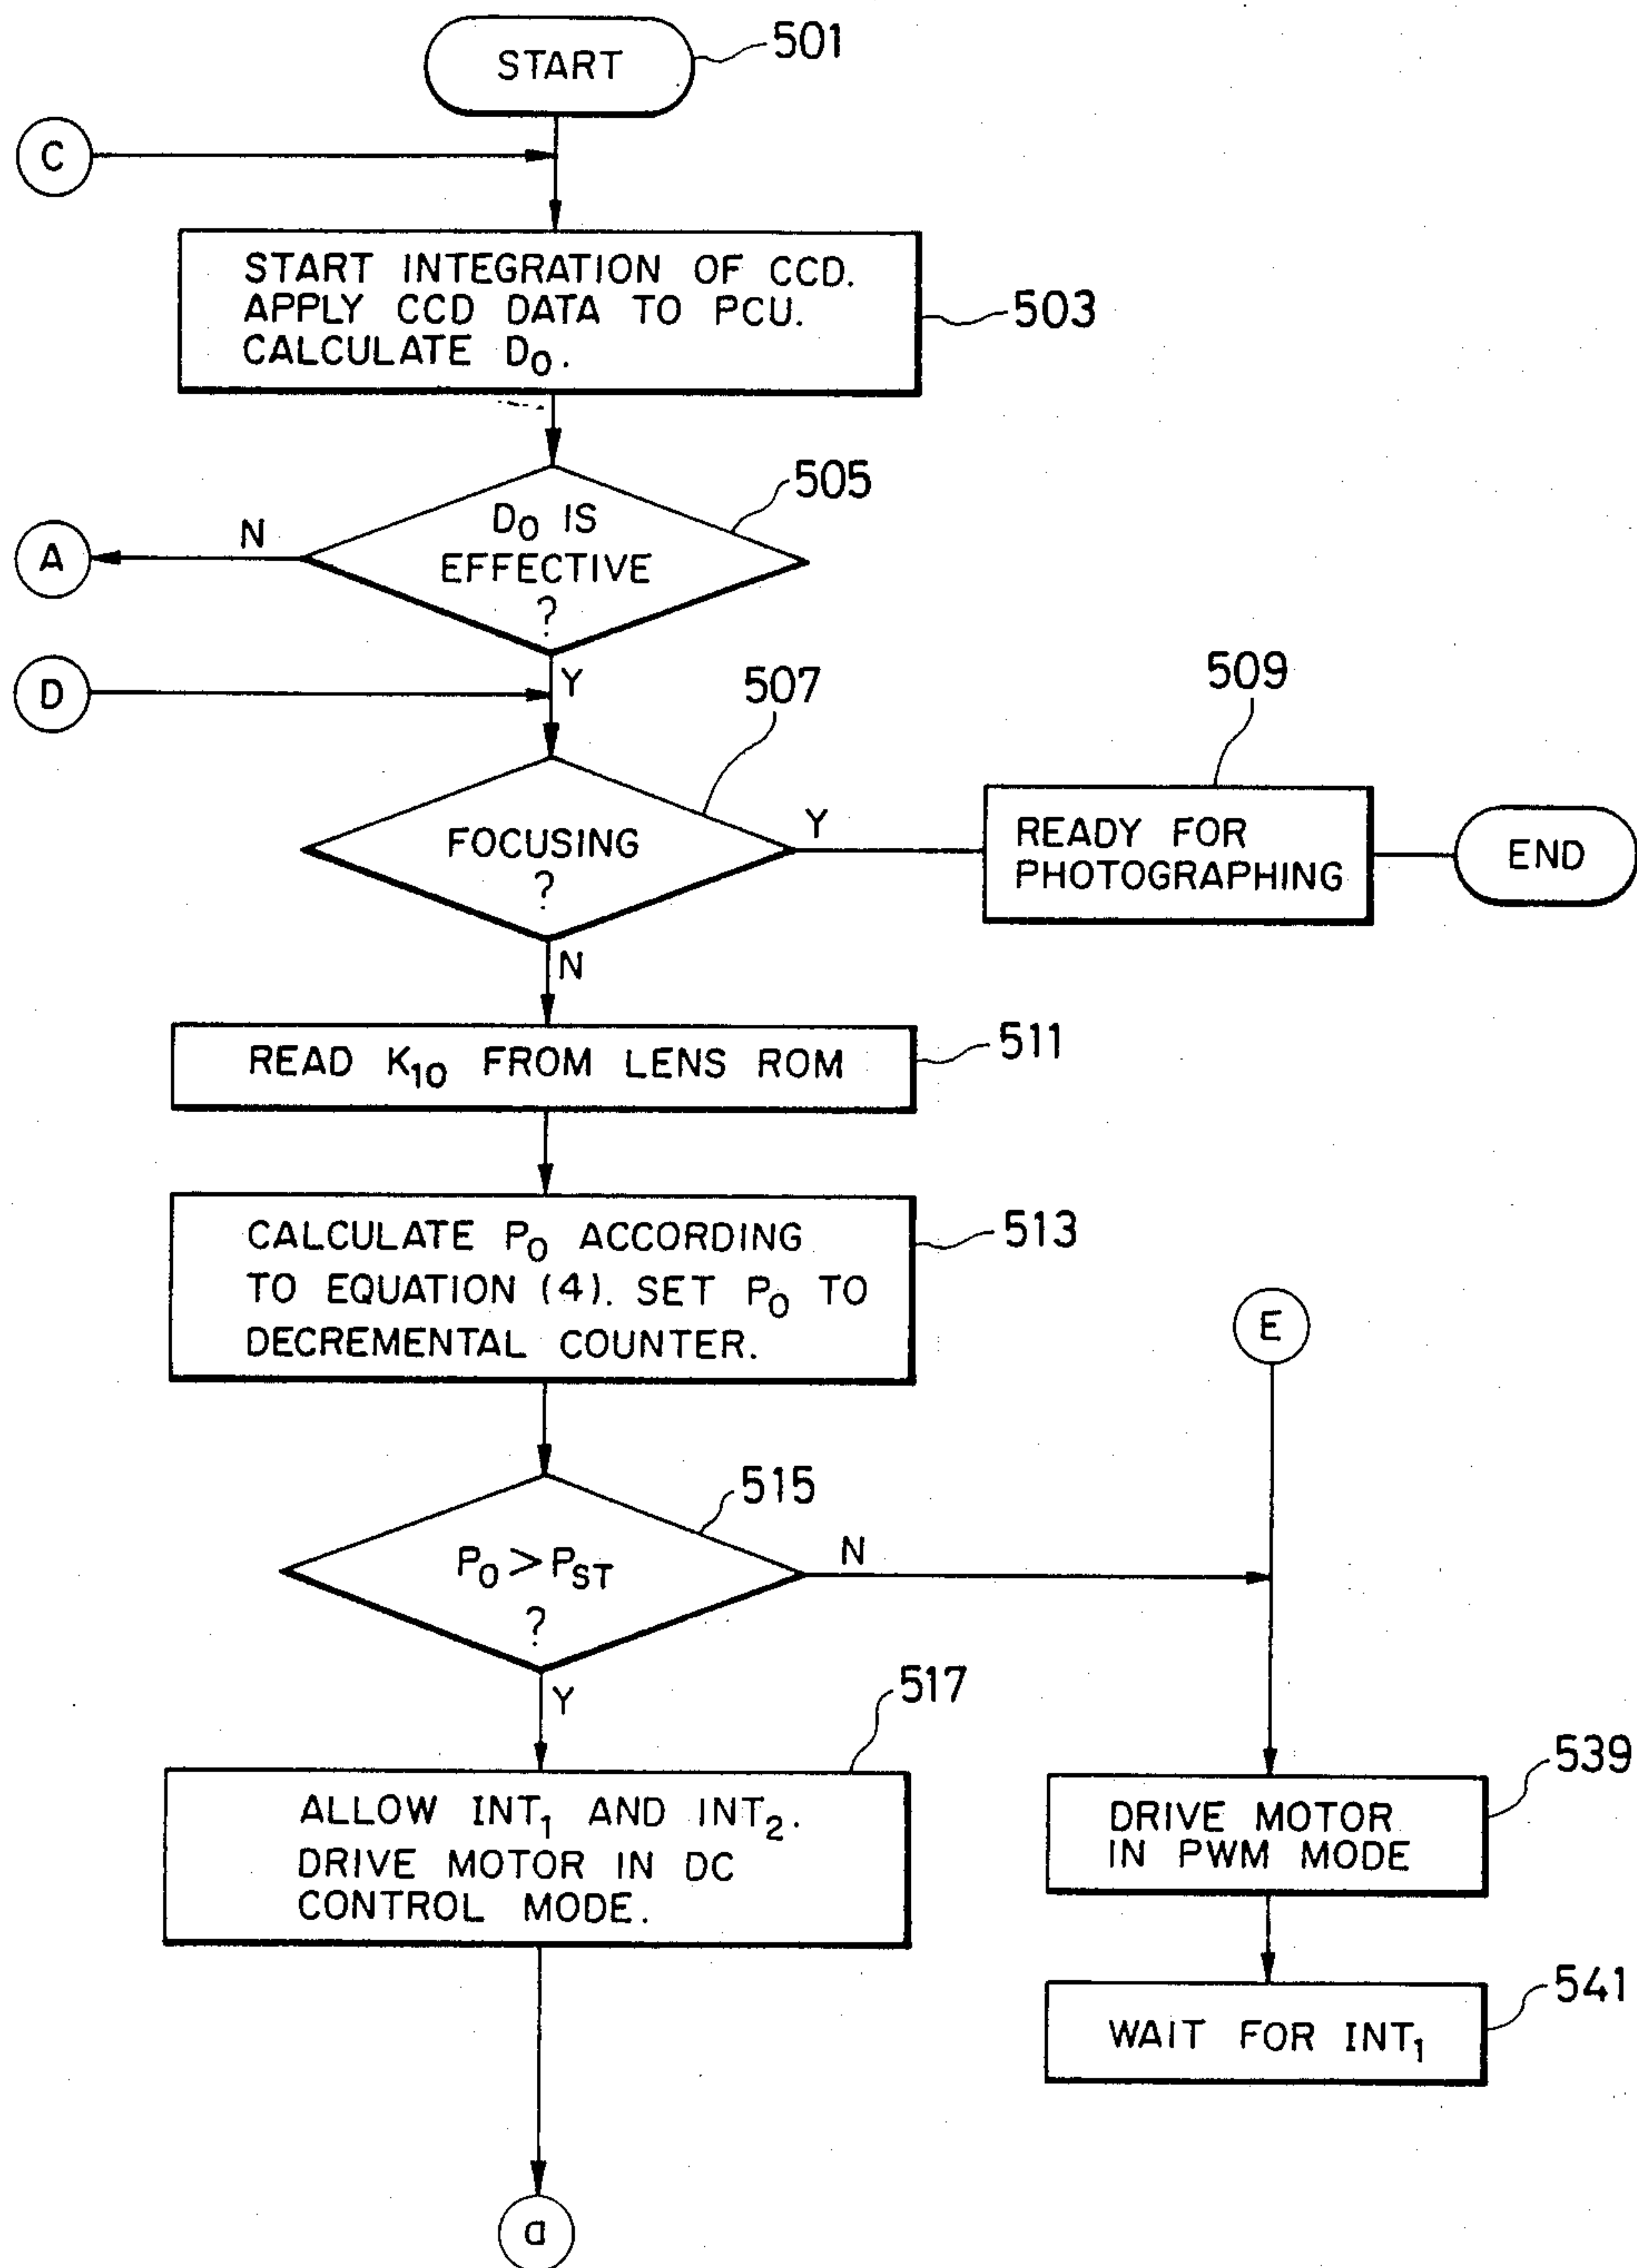 START
501
C
START INTEGRATION OF CCD.
APPLY CCD DATA TO PCU.
CALCULATE D₀.
503
505
D₀ IS
EFFECTIVE
?
N
A
Y
D
507
509
FOCUSING
?
Y
READY FOR
PHOTOGRAPHING
END
N
READ K₁₀ FROM LENS ROM
511
CALCULATE P₀ ACCORDING
TO EQUATION (4). SET P₀ TO
DECREMENTAL COUNTER.
513
E
515
P₀ > P_ST
?
N
Y
517
ALLOW INT₁ AND INT₂.
DRIVE MOTOR IN DC
CONTROL MODE.
539
DRIVE MOTOR
IN PWM MODE
541
WAIT FOR INT₁
a